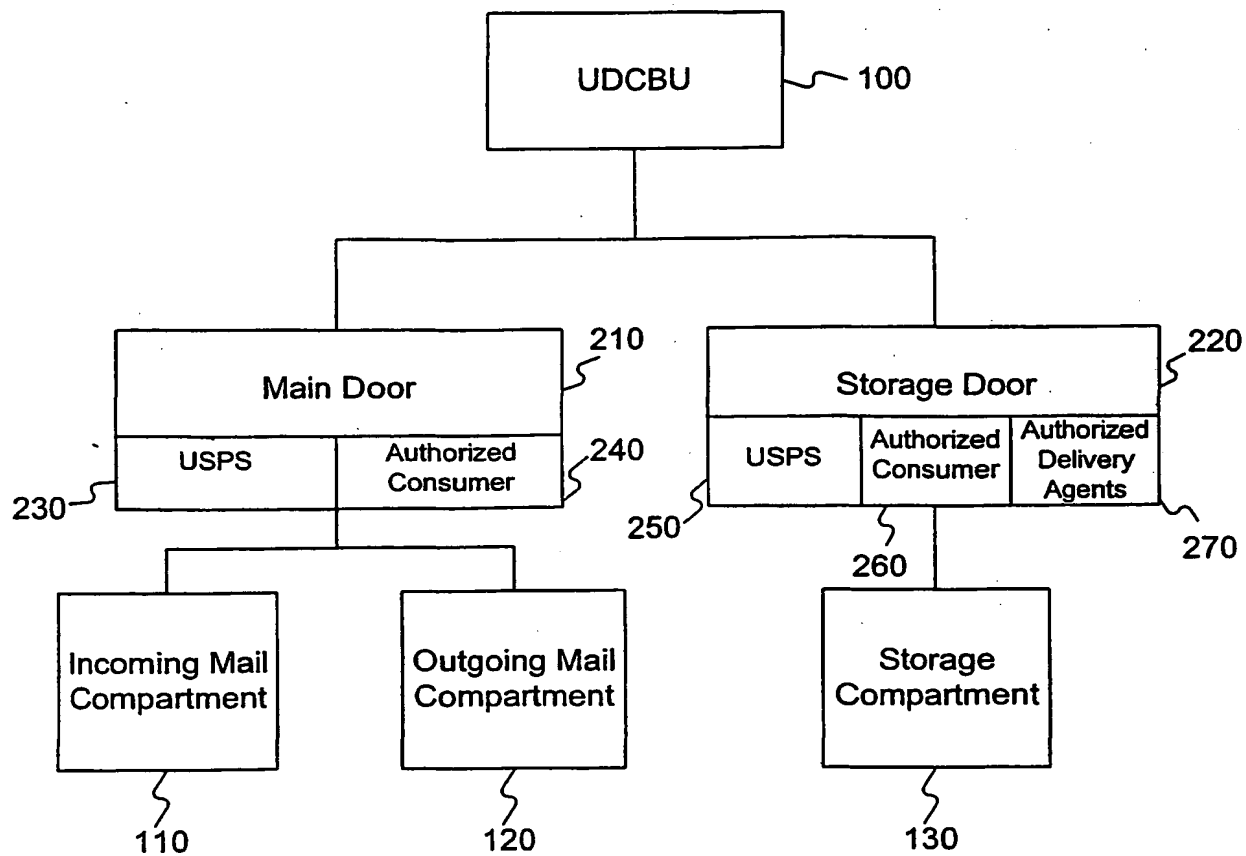 UDCBU
100
Main Door
210
USPS
Authorized
Consumer
230
240
Storage Door
220
USPS
Authorized
Consumer
Authorized
Delivery
Agents
250
260
270
Incoming Mail
Compartment
110
Outgoing Mail
Compartment
120
Storage
Compartment
130